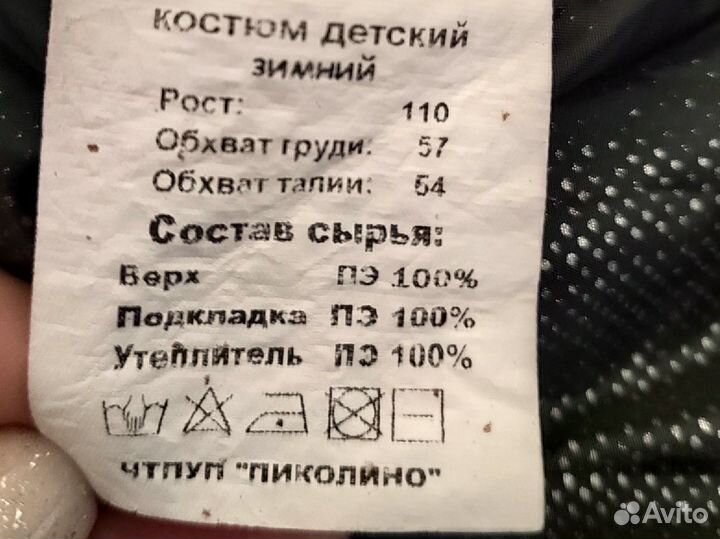 костюм детский
зимний
Рост: 110
Обхват груди: 57
Обхват талии: 54
Состав сырья:
Верх ПЭ 100%
Подкладка ПЭ 100%
Утеплитель ПЭ 100%
ЧТПУП "ПИКОЛИНО"
Avito